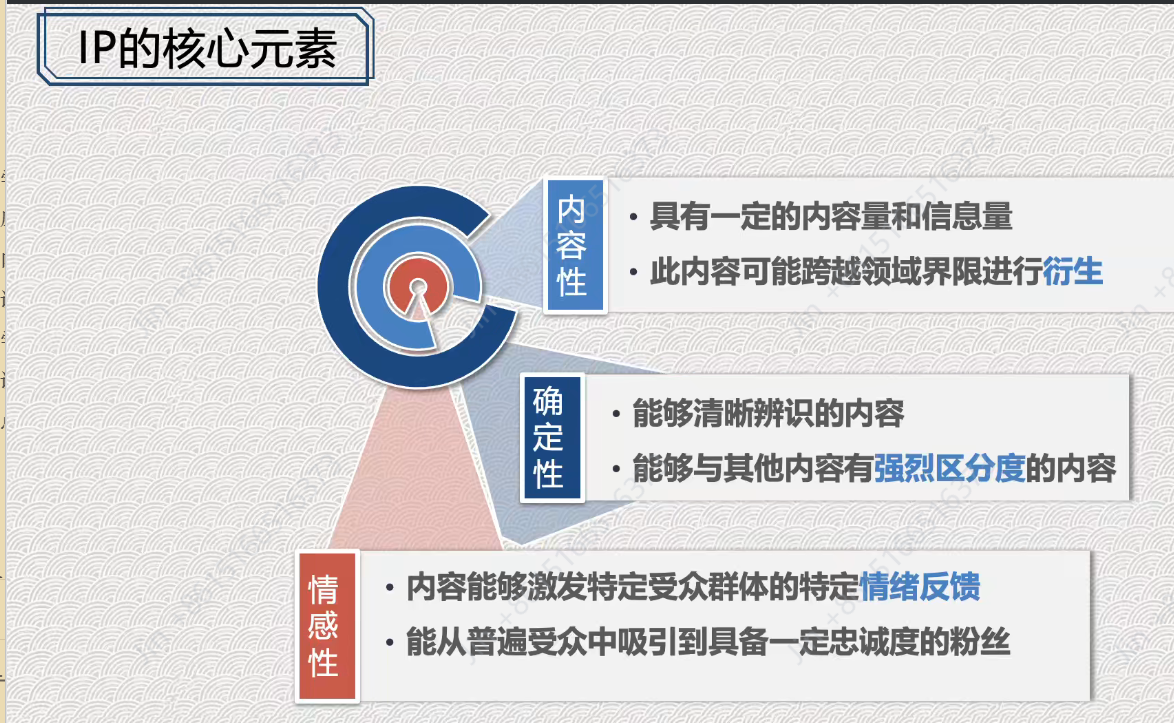 IP的核心元素
内容性
具有一定的内容量和信息量
此内容可能跨越领域界限进行衍生
确定性
能够清晰辨识的内容
能够与其他内容有强烈区分度的内容
情感性
内容能够激发特定受众群体的特定情绪反馈
能从普遍受众中吸引到具备一定忠诚度的粉丝